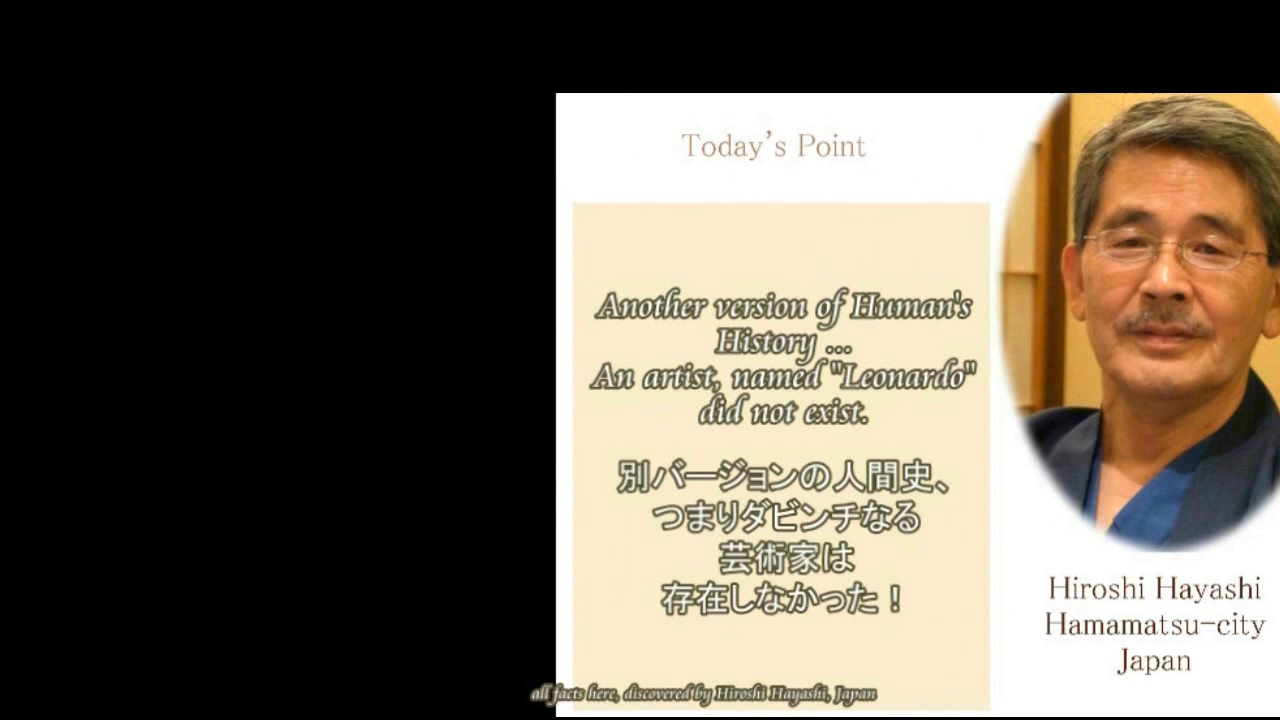 Today's Point
Another version of Human's
History ...
An artist, named "Leonardo"
did not exist.
別バージョンの人間史、
つまりダビンチなる
芸術家は
存在しなかった！
Hiroshi Hayashi
Hamamatsu-city
Japan
all facts here, discovered by Hiroshi Hayashi, Japan